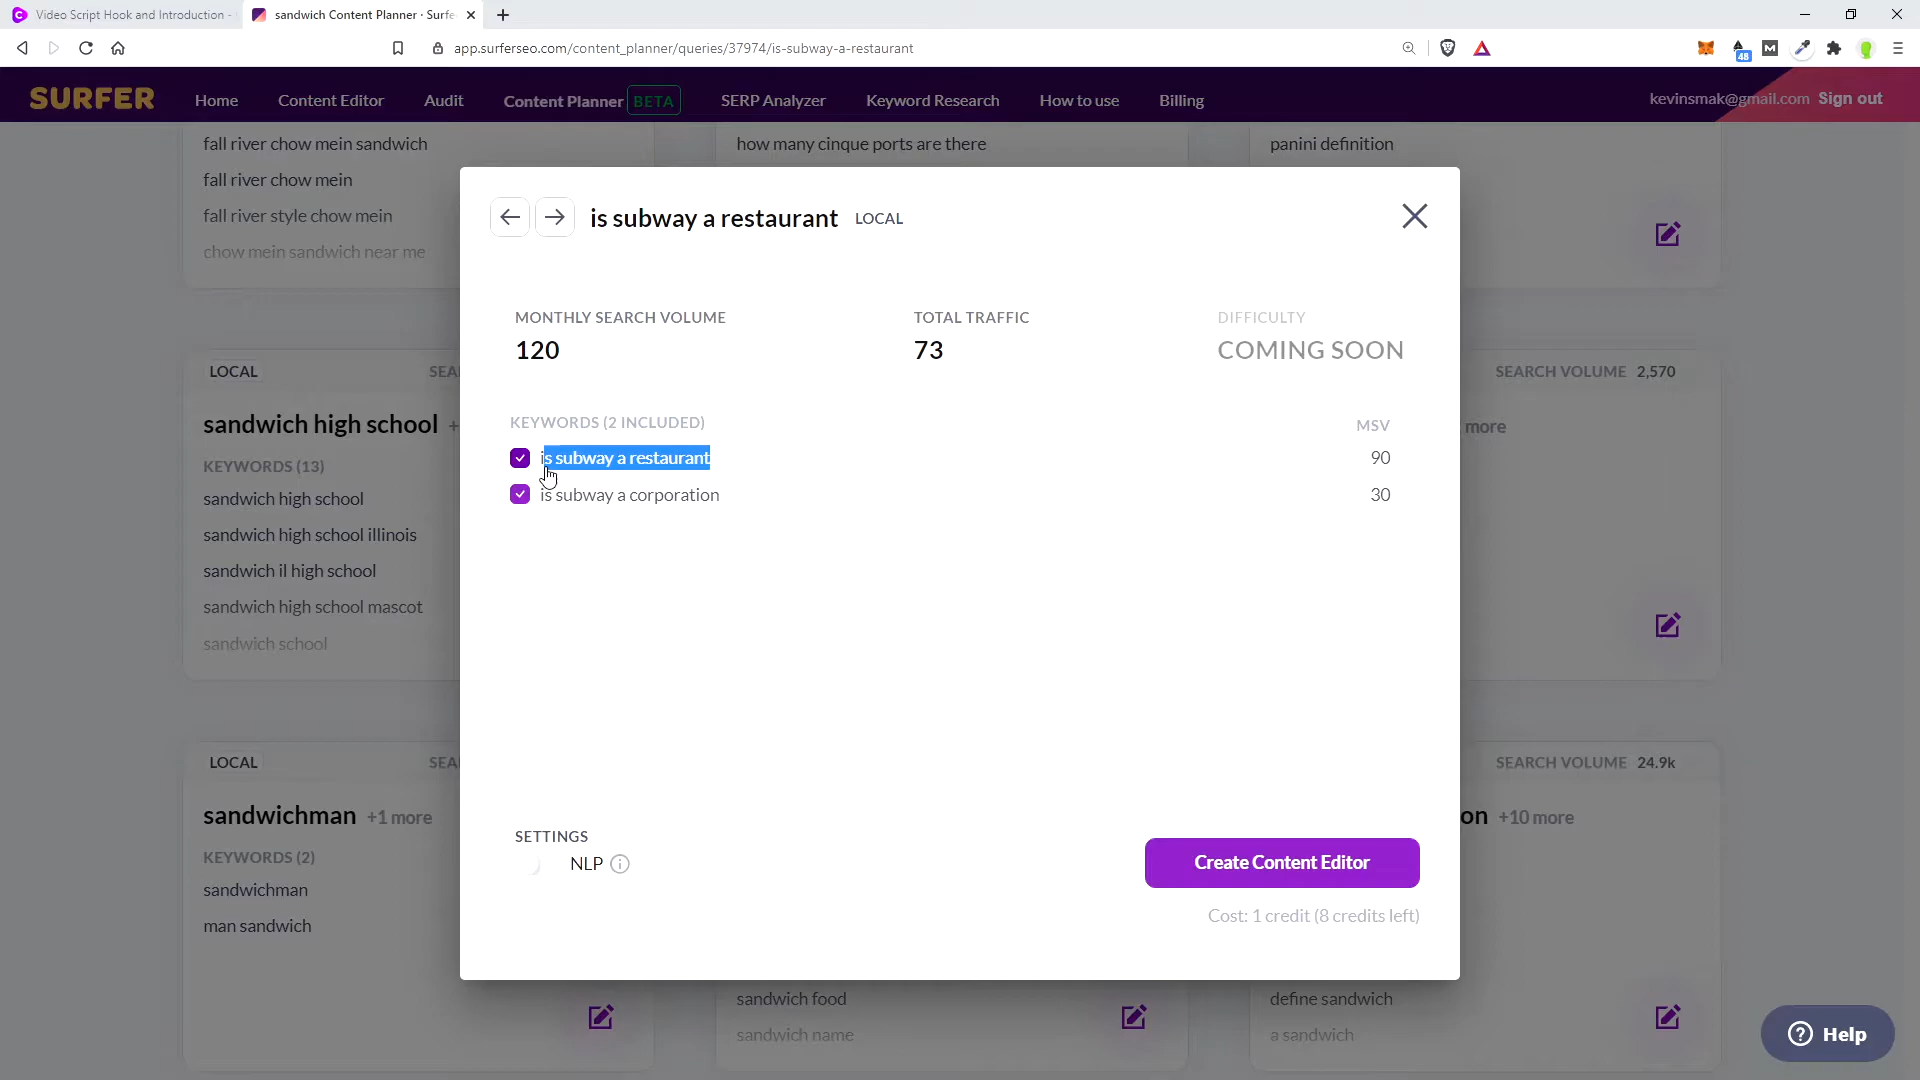 Video Script Hook and Introduction -
sandwich Content Planner · Surfe
app.surferseo.com/content_planner/queries/37974/is-subway-a-restaurant
48
SURFER
Home
Content Editor
Audit
Content Planner
BETA
SERP Analyzer
Keyword Research
How to use
Billing
kevinsmak@gmail.com
Sign out
fall river chow mein sandwich
fall river chow mein
fall river style chow mein
chow mein sandwich near me
how many cinque ports are there
panini definition
is subway a restaurant
LOCAL
MONTHLY SEARCH VOLUME
120
TOTAL TRAFFIC
73
DIFFICULTY
COMING SOON
KEYWORDS (2 INCLUDED)
MSV
is subway a restaurant
90
is subway a corporation
30
SETTINGS
NLP
Create Content Editor
Cost: 1 credit (8 credits left)
LOCAL
SEA
sandwich high school +
KEYWORDS (13)
sandwich high school
sandwich high school illinois
sandwich il high school
sandwich high school mascot
sandwich school
SEARCH VOLUME 2,570
more
LOCAL
SEA
sandwichman +1 more
KEYWORDS (2)
sandwichman
man sandwich
sandwich food
sandwich name
SEARCH VOLUME 24.9k
on +10 more
define sandwich
a sandwich
Help